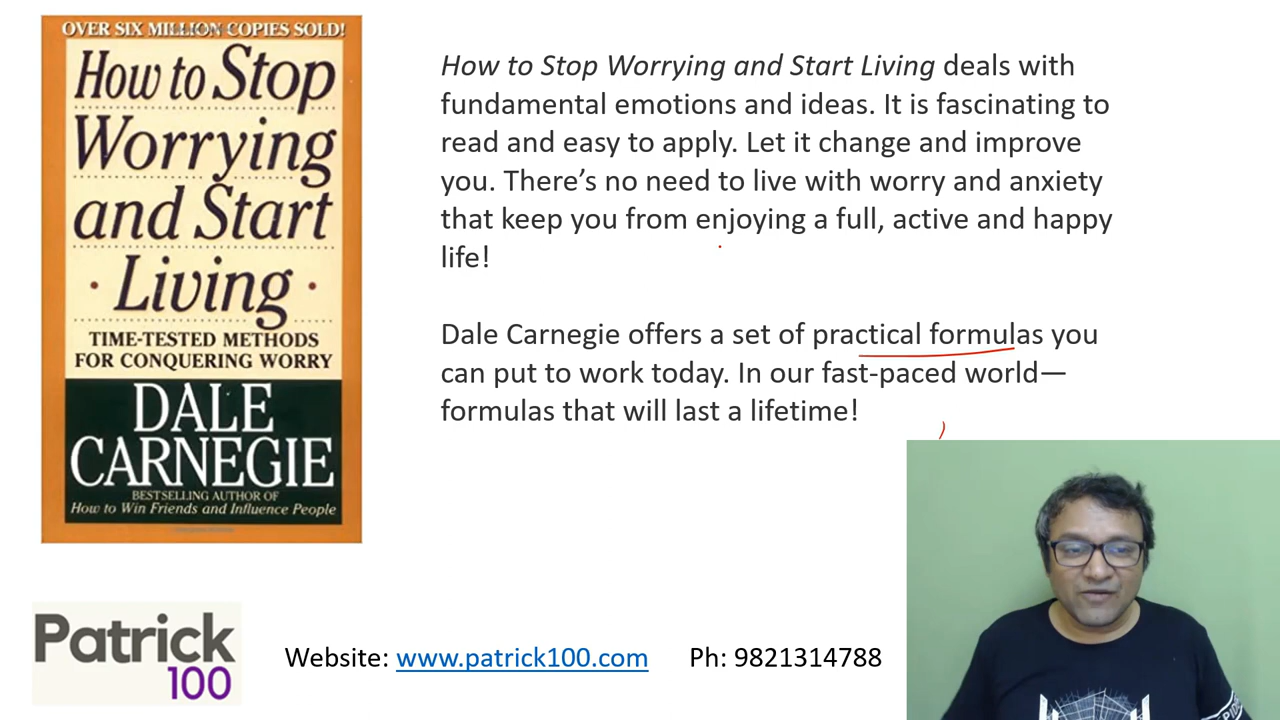 OVER SIX MILLION COPIES SOLD!
How to Stop
Worrying
and Start
· Living ·
TIME-TESTED METHODS
FOR CONQUERING WORRY
DALE
CARNEGIE
BESTSELLING AUTHOR OF
How to Win Friends and Influence People
How to Stop Worrying and Start Living deals with
fundamental emotions and ideas. It is fascinating to
read and easy to apply. Let it change and improve
you. There’s no need to live with worry and anxiety
that keep you from enjoying a full, active and happy
life!
Dale Carnegie offers a set of practical formulas you
can put to work today. In our fast-paced world—
formulas that will last a lifetime!
Patrick
100
Website: www.patrick100.com Ph: 9821314788